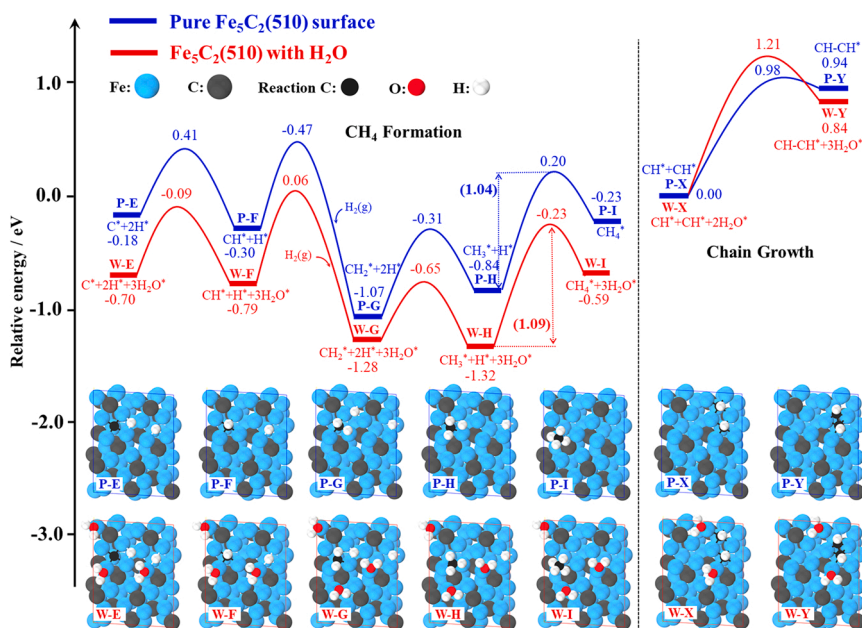 Pure Fe₅C₂(510) surface
Fe₅C₂(510) with H₂O
Fe: C: Reaction C: O: H:
CH₄ Formation
Relative energy / eV
1.0
0.0
-1.0
-2.0
-3.0
0.41
-0.09
P-E
C*+2H*
-0.18
W-E
C*+2H*+3H₂O*
-0.70
-0.47
0.06
P-F
CH*+H*
-0.30
W-F
CH*+H*+3H₂O*
-0.79
H₂(g)
H₂(g)
CH₂*+2H*
-1.07
P-G
W-G
CH₂*+2H*+3H₂O*
-1.28
-0.31
-0.65
CH₃*+H*
-0.84
P-H
W-H
CH₃*+H*+3H₂O*
-1.32
(1.04)
0.20
-0.23
(1.09)
P-I
-0.23
CH₄*
W-I
CH₄*+3H₂O*
-0.59
1.21
0.98
CH-CH*
0.94
P-Y
W-Y
0.84
CH-CH*+3H₂O*
CH*+CH*
P-X
0.00
W-X
CH*+CH*+2H₂O*
Chain Growth
P-E
P-F
P-G
P-H
P-I
P-X
P-Y
W-E
W-F
W-G
W-H
W-I
W-X
W-Y